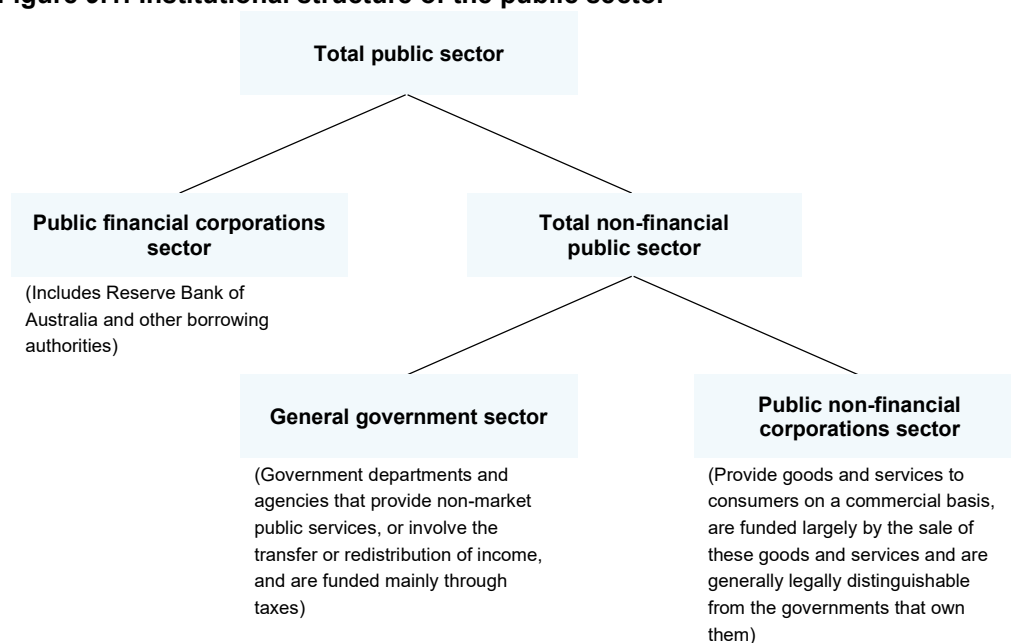 Figure 9.1: Institutional structure of the public sector
Total public sector
Public financial corporations
sector
(Includes Reserve Bank of
Australia and other borrowing
authorities)
Total non-financial
public sector
General government sector
(Government departments and
agencies that provide non-market
public services, or involve the
transfer or redistribution of income,
and are funded mainly through
taxes)
Public non-financial
corporations sector
(Provide goods and services to
consumers on a commercial basis,
are funded largely by the sale of
these goods and services and are
generally legally distinguishable
from the governments that own
them)